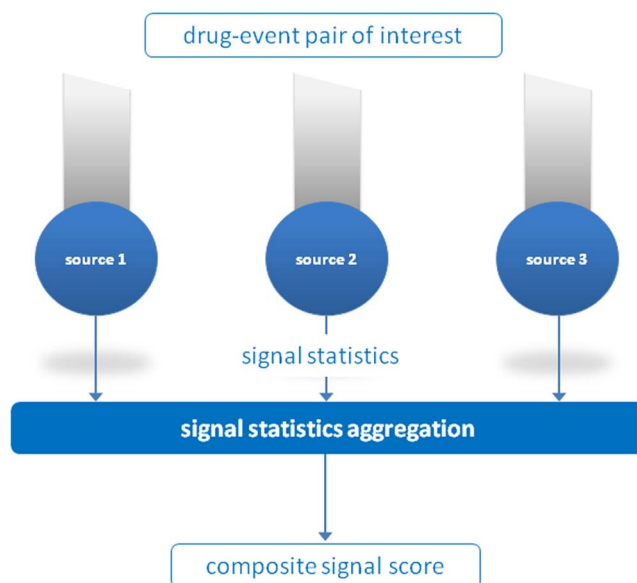 drug-event pair of interest
source 1
source 2
source 3
signal statistics
signal statistics aggregation
composite signal score